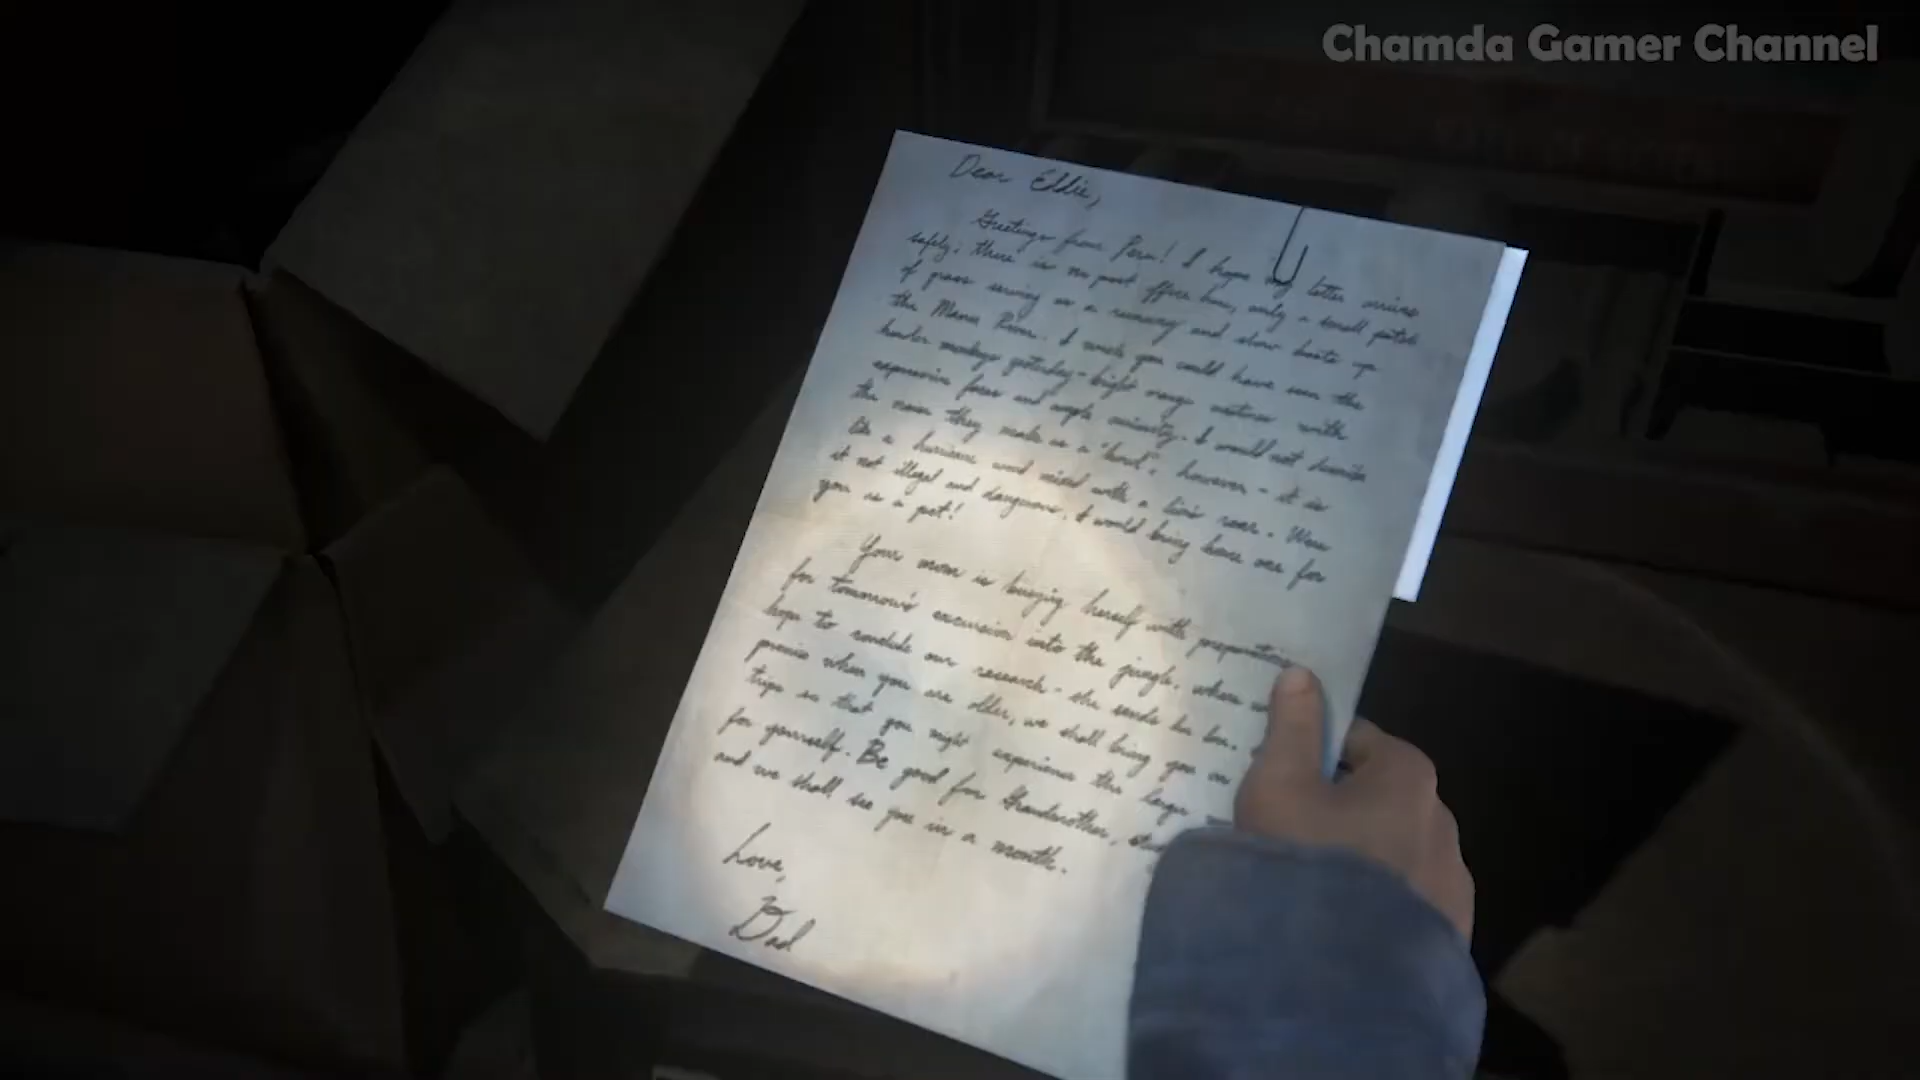 Chamda Gamer Channel
Dear Eddie,
Greetings from Peru! I hope my letter arrives
safely; there is no post office here, only a small patch
of grass serving as a runway and slow boats up
the Manu River. I wish you could have seen the
howler monkeys yesterday - bright orange creatures with
expressive faces and ample curiosity. I would not describe
the noise they make as a "howl", however - it is
like a hurricane wind mixed with a lion's roar. Were
it not illegal and dangerous, I would bring home one for
you as a pet!
Your mom is busying herself with preparations
for tomorrow's excursion into the jungle, where
hope to conclude our research - she sends her love.
promise when you are older, we shall bring you on
trips so that you might experience the larger
for yourself. Be good for Grandmother,
and we shall see you in a month.
Love,
Dad